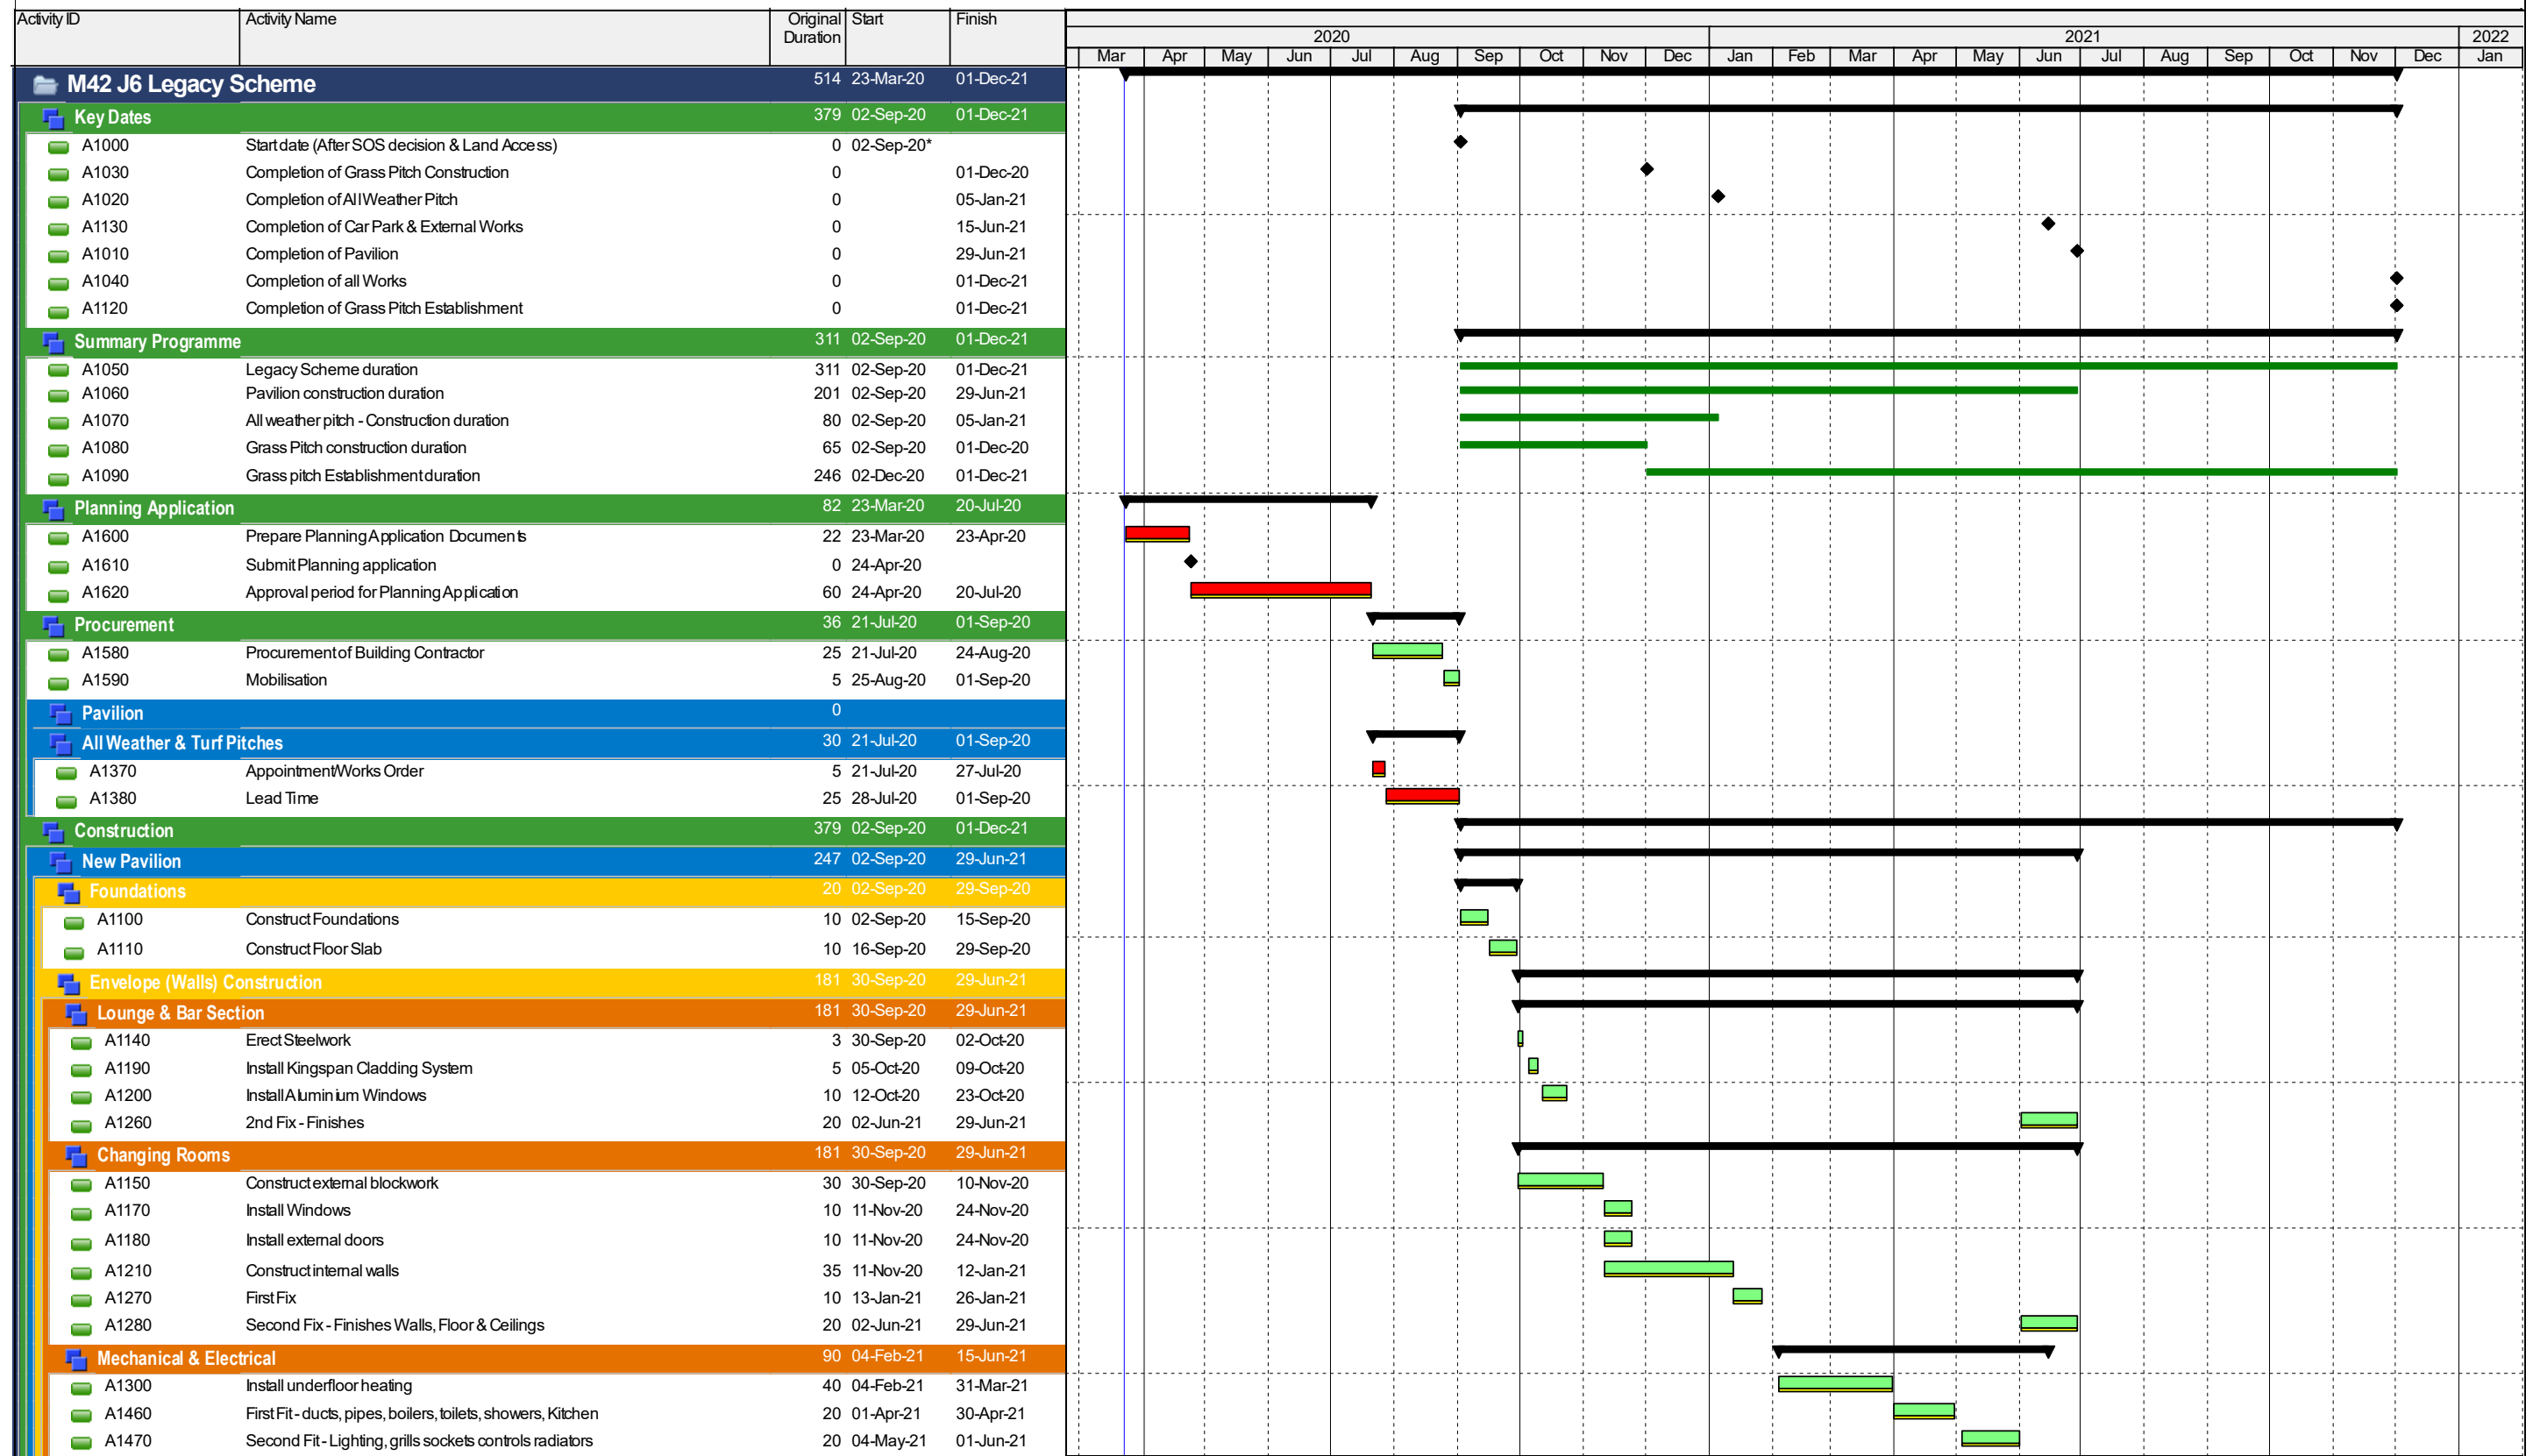 Activity ID Activity Name Original Duration Start Finish
2020 2021 2022
Mar Apr May Jun Jul Aug Sep Oct Nov Dec Jan Feb Mar Apr May Jun Jul Aug Sep Oct Nov Dec Jan
M42 J6 Legacy Scheme 514 23-Mar-20 01-Dec-21
Key Dates 379 02-Sep-20 01-Dec-21
A1000 Start date (After SOS decision & Land Access) 0 02-Sep-20*
A1030 Completion of Grass Pitch Construction 0 01-Dec-20
A1020 Completion of All Weather Pitch 0 05-Jan-21
A1130 Completion of Car Park & External Works 0 15-Jun-21
A1010 Completion of Pavilion 0 29-Jun-21
A1040 Completion of all Works 0 01-Dec-21
A1120 Completion of Grass Pitch Establishment 0 01-Dec-21
Summary Programme 311 02-Sep-20 01-Dec-21
A1050 Legacy Scheme duration 311 02-Sep-20 01-Dec-21
A1060 Pavilion construction duration 201 02-Sep-20 29-Jun-21
A1070 All weather pitch - Construction duration 80 02-Sep-20 05-Jan-21
A1080 Grass Pitch construction duration 65 02-Sep-20 01-Dec-20
A1090 Grass pitch Establishment duration 246 02-Dec-20 01-Dec-21
Planning Application 82 23-Mar-20 20-Jul-20
A1600 Prepare Planning Application Documents 22 23-Mar-20 23-Apr-20
A1610 Submit Planning application 0 24-Apr-20
A1620 Approval period for Planning Application 60 24-Apr-20 20-Jul-20
Procurement 36 21-Jul-20 01-Sep-20
A1580 Procurement of Building Contractor 25 21-Jul-20 24-Aug-20
A1590 Mobilisation 5 25-Aug-20 01-Sep-20
Pavilion 0
All Weather & Turf Pitches 30 21-Jul-20 01-Sep-20
A1370 Appointment/Works Order 5 21-Jul-20 27-Jul-20
A1380 Lead Time 25 28-Jul-20 01-Sep-20
Construction 379 02-Sep-20 01-Dec-21
New Pavilion 247 02-Sep-20 29-Jun-21
Foundations 20 02-Sep-20 29-Sep-20
A1100 Construct Foundations 10 02-Sep-20 15-Sep-20
A1110 Construct Floor Slab 10 16-Sep-20 29-Sep-20
Envelope (Walls) Construction 181 30-Sep-20 29-Jun-21
Lounge & Bar Section 181 30-Sep-20 29-Jun-21
A1140 Erect Steelwork 3 30-Sep-20 02-Oct-20
A1190 Install Kingspan Cladding System 5 05-Oct-20 09-Oct-20
A1200 Install Aluminium Windows 10 12-Oct-20 23-Oct-20
A1260 2nd Fix - Finishes 20 02-Jun-21 29-Jun-21
Changing Rooms 181 30-Sep-20 29-Jun-21
A1150 Construct external blockwork 30 30-Sep-20 10-Nov-20
A1170 Install Windows 10 11-Nov-20 24-Nov-20
A1180 Install external doors 10 11-Nov-20 24-Nov-20
A1210 Construct internal walls 35 11-Nov-20 12-Jan-21
A1270 First Fix 10 13-Jan-21 26-Jan-21
A1280 Second Fix - Finishes Walls, Floor & Ceilings 20 02-Jun-21 29-Jun-21
Mechanical & Electrical 90 04-Feb-21 15-Jun-21
A1300 Install underfloor heating 40 04-Feb-21 31-Mar-21
A1460 First Fit - ducts, pipes, boilers, toilets, showers, Kitchen 20 01-Apr-21 30-Apr-21
A1470 Second Fit - Lighting, grills sockets controls radiators 20 04-May-21 01-Jun-21